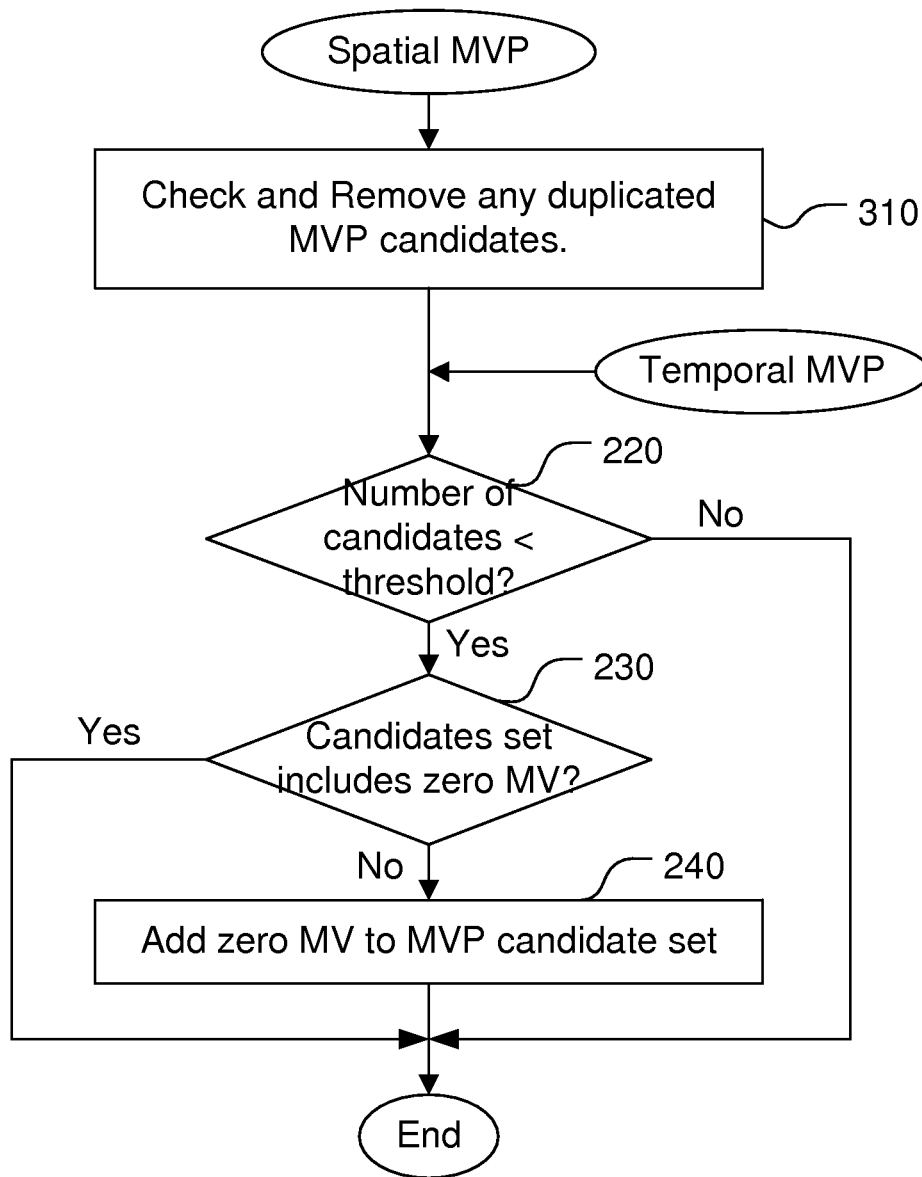 Spatial MVP
Check and Remove any duplicated
MVP candidates.
310
Temporal MVP
220
Number of
candidates <
threshold?
No
Yes
230
Yes
Candidates set
includes zero MV?
No
240
Add zero MV to MVP candidate set
End